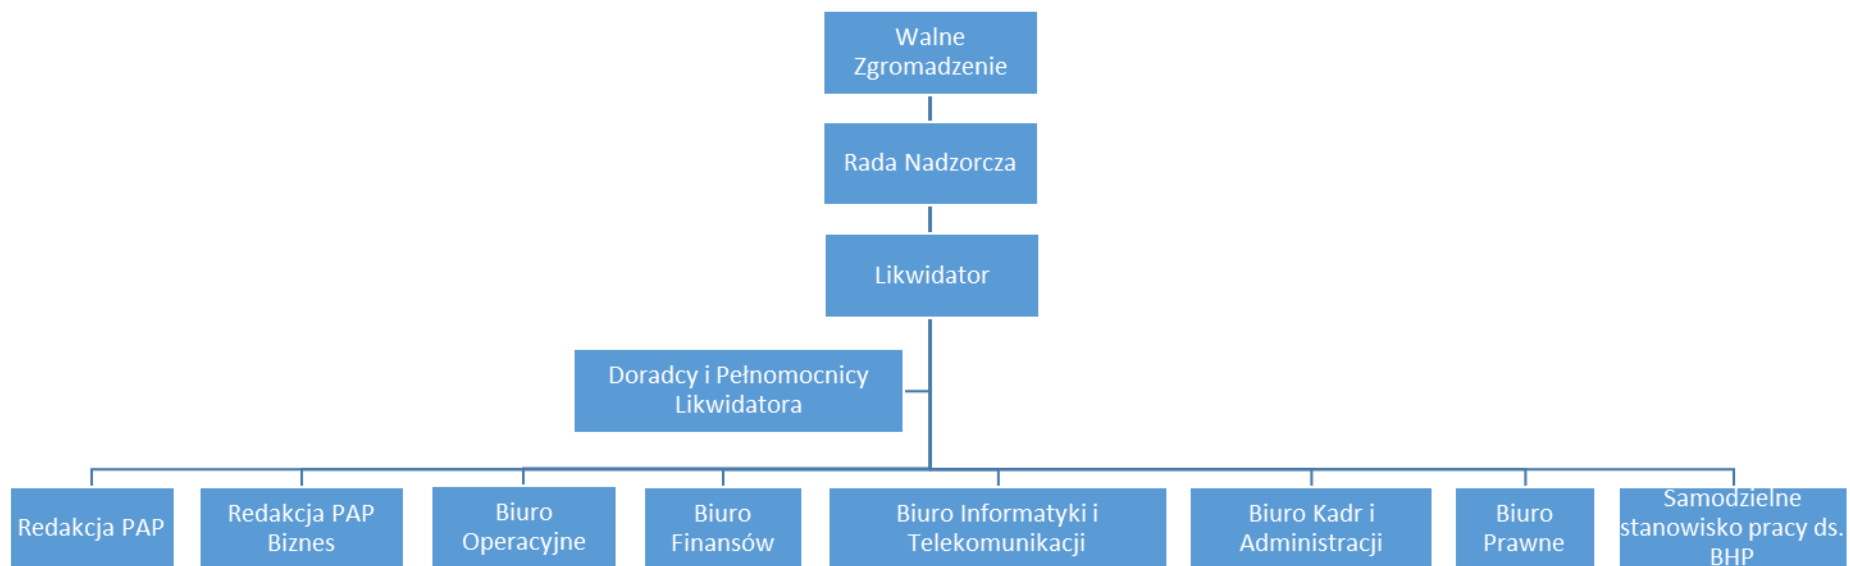 Walne
Zgromadzenie
Rada Nadzorcza
Likwidator
Doradcy i Pełnomocnicy
Likwidatora
Redakcja PAP
Redakcja PAP
Biznes
Biuro
Operacyjne
Biuro
Finansów
Biuro Informatyki i
Telekomunikacji
Biuro Kadr i
Administracji
Biuro
Prawne
Samodzielne
stanowisko pracy ds.
BHP